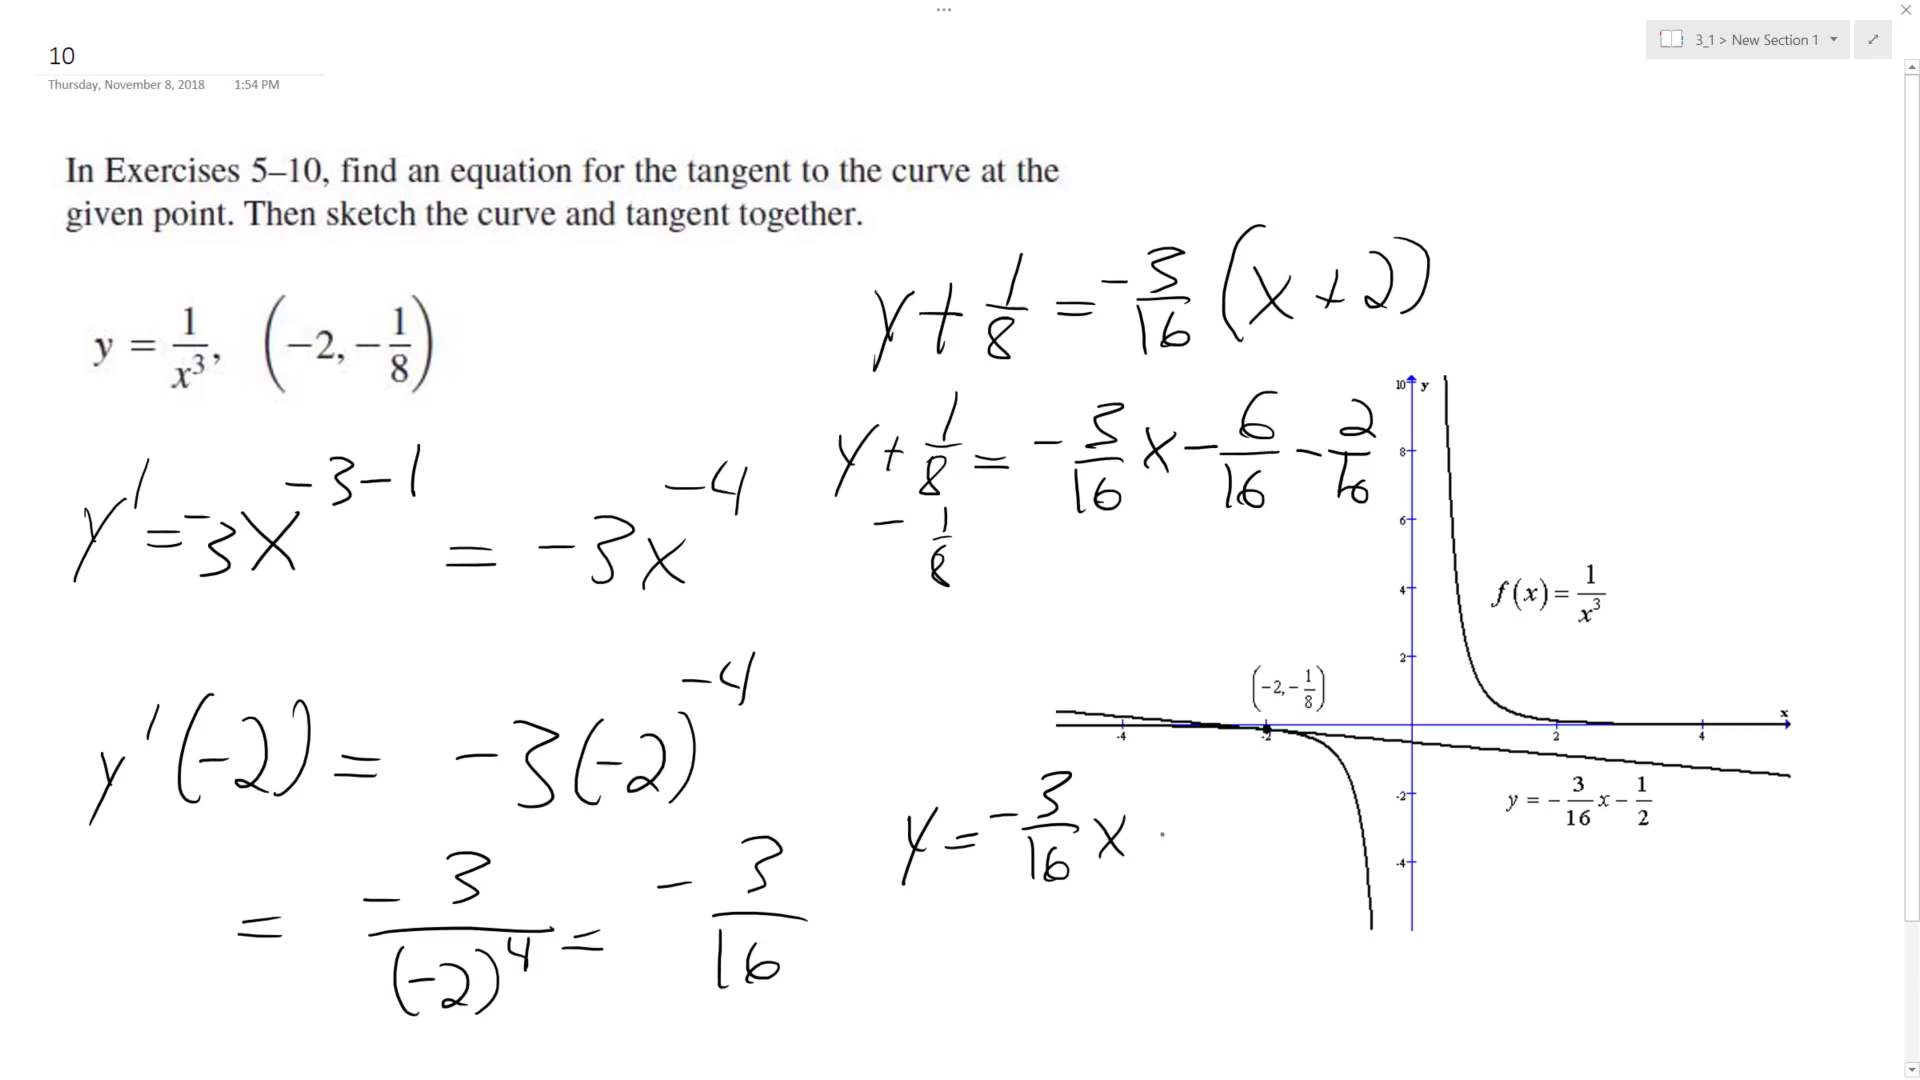 ...
3_1 > New Section 1
10
Thursday, November 8, 2018 1:54 PM
In Exercises 5–10, find an equation for the tangent to the curve at the
given point. Then sketch the curve and tangent together.
y = 1/x³, (−2, −1/8)
y' = -3x^(-3-1) = -3x^(-4)
y'(-2) = -3(-2)^(-4)
= -3/(-2)^4 = -3/16
y + 1/8 = -3/16 (x + 2)
y + 1/8 = -3/16 x - 6/16 - 2/16
- 1/8
y = -3/16 x
10 y
8
6
4
2
f(x) = 1/x³
(−2, −1/8)
x
-4 -2 2 4
-2
-4
y = −3/16 x − 1/2